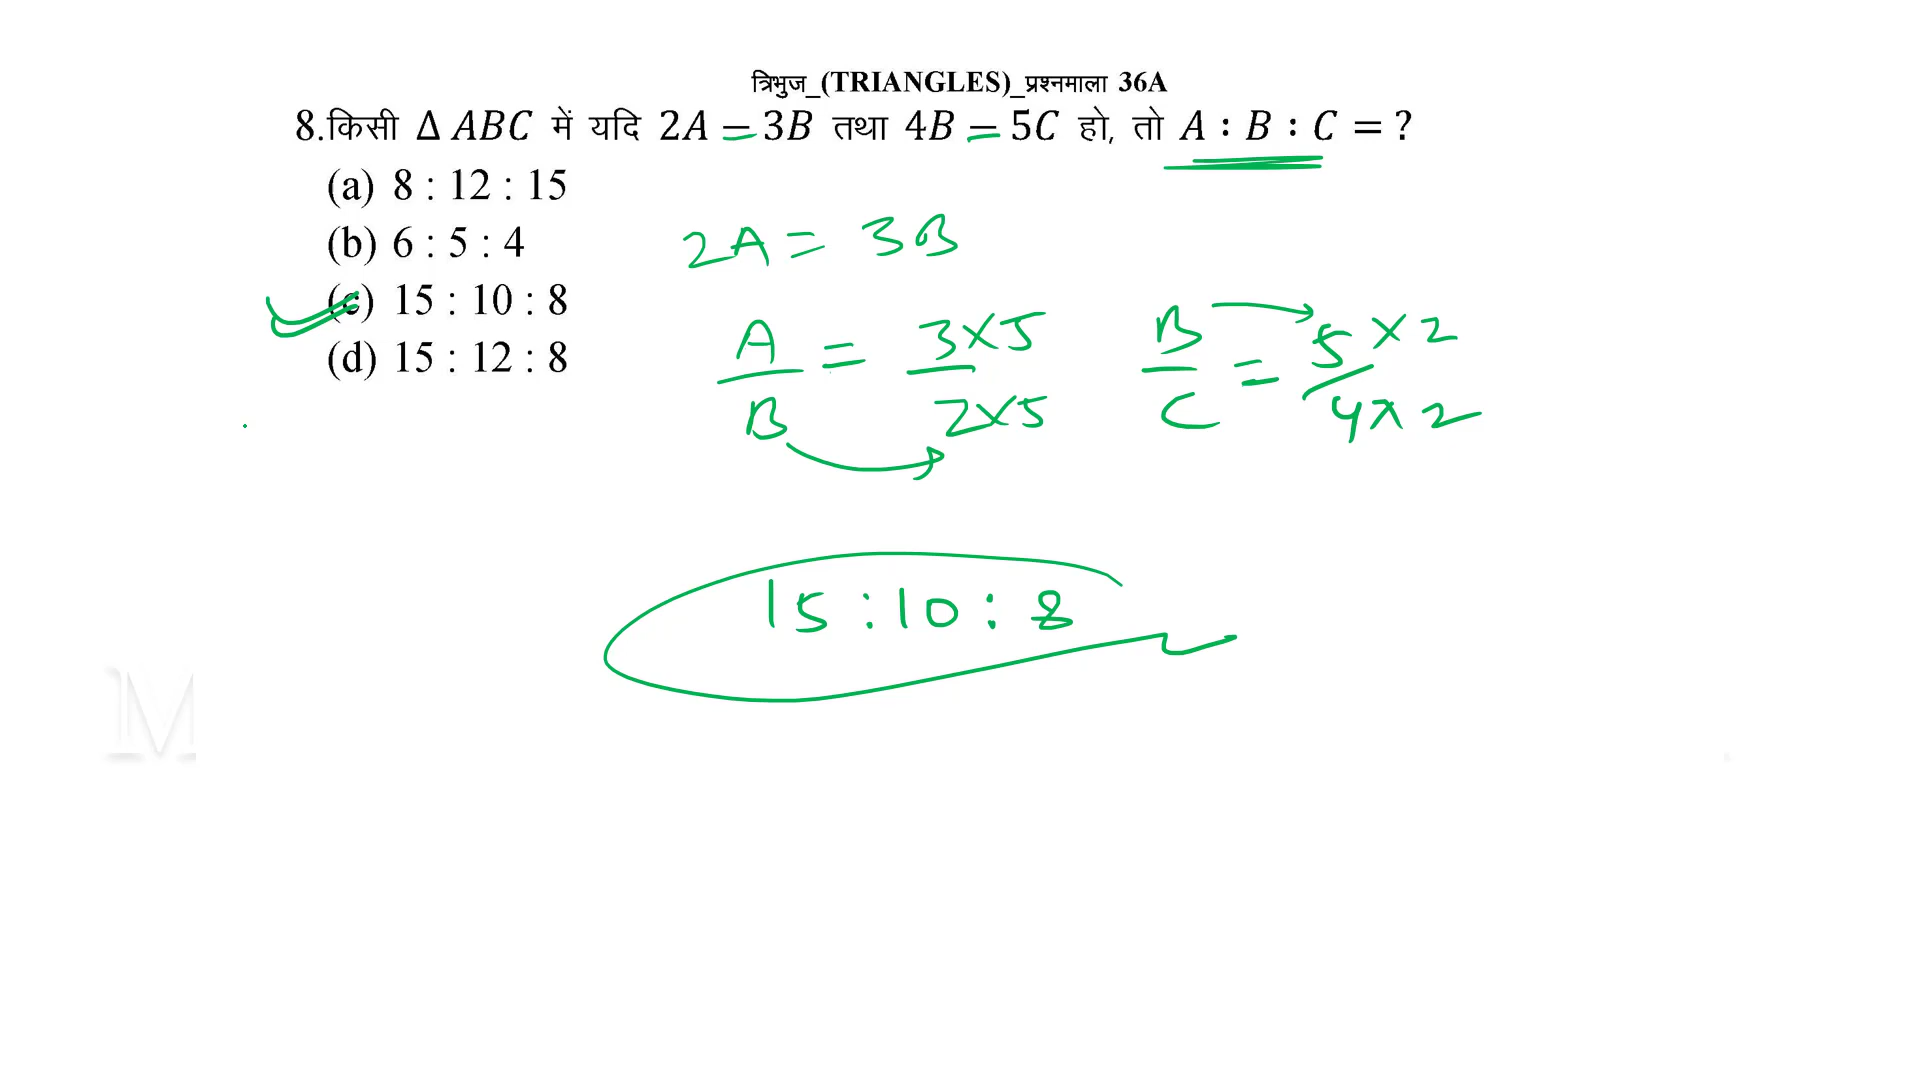 त्रिभुज_(TRIANGLES)_प्रश्नमाला 36A
8.किसी Δ ABC में यदि 2A = 3B तथा 4B = 5C हो, तो A : B : C = ?
(a) 8 : 12 : 15
(b) 6 : 5 : 4
(c) 15 : 10 : 8
(d) 15 : 12 : 8
2A = 3B
A/B = 3×5/2×5
B/C = 5×2/4×2
15 : 10 : 8
M